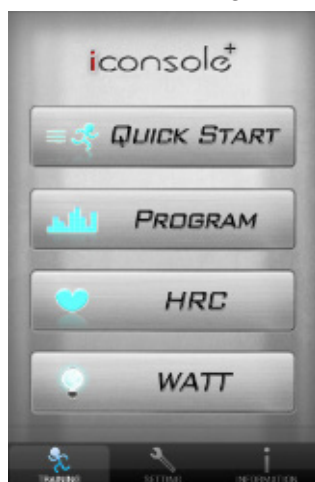 iconsole+
QUICK START
PROGRAM
HRC
WATT
TRAINING
SETTING
INFORMATION